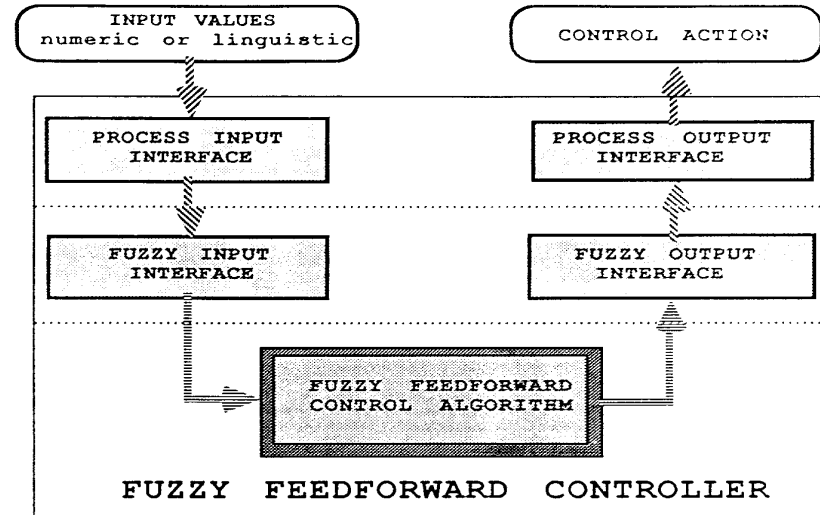 INPUT VALUES
numeric or linguistic
CONTROL ACTION
PROCESS INPUT
INTERFACE
PROCESS OUTPUT
INTERFACE
FUZZY INPUT
INTERFACE
FUZZY OUTPUT
INTERFACE
FUZZY FEEDFORWARD
CONTROL ALGORITHM
FUZZY FEEDFORWARD CONTROLLER